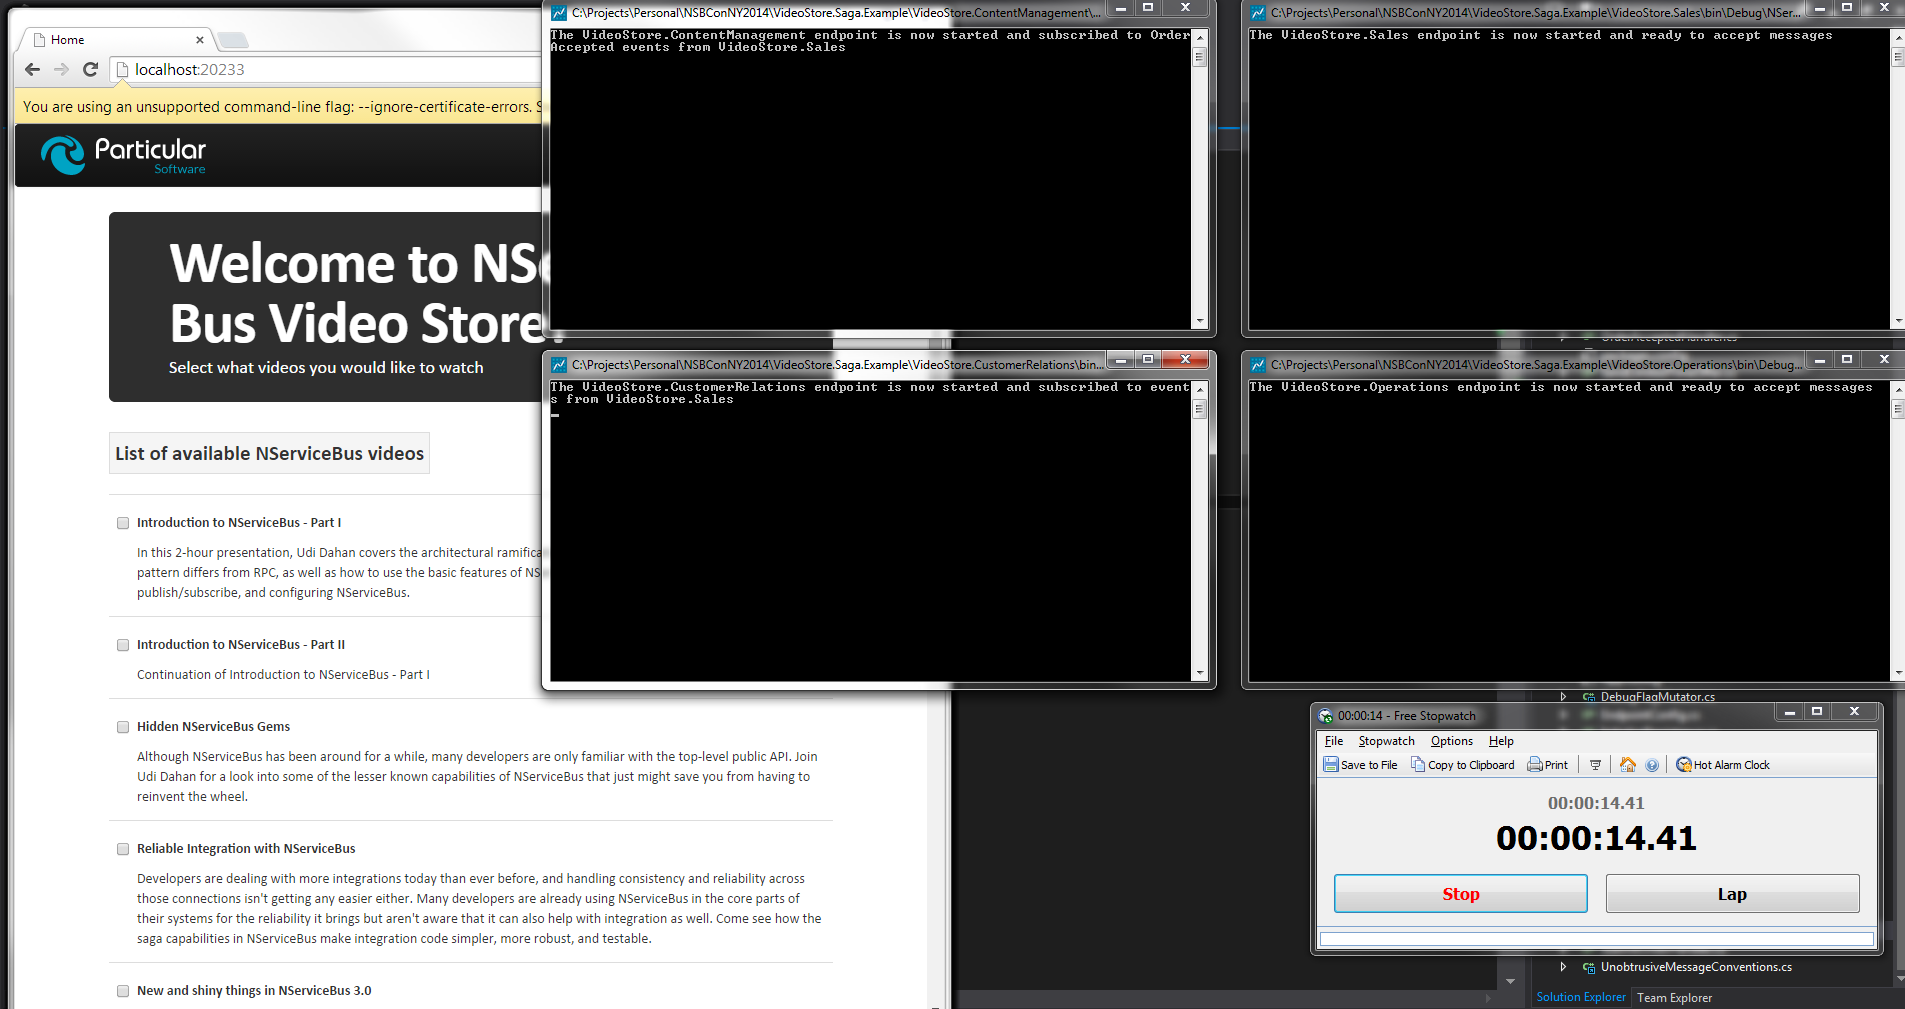 Home
localhost:20233
You are using an unsupported command-line flag: --ignore-certificate-errors. S
Particular
Software
Welcome to NSe
Bus Video Store!
Select what videos you would like to watch
List of available NServiceBus videos
Introduction to NServiceBus - Part I
In this 2-hour presentation, Udi Dahan covers the architectural ramifica
pattern differs from RPC, as well as how to use the basic features of NS
publish/subscribe, and configuring NServiceBus.
Introduction to NServiceBus - Part II
Continuation of Introduction to NServiceBus - Part I
Hidden NServiceBus Gems
Although NServiceBus has been around for a while, many developers are only familiar with the top-level public API. Join
Udi Dahan for a look into some of the lesser known capabilities of NServiceBus that just might save you from having to
reinvent the wheel.
Reliable Integration with NServiceBus
Developers are dealing with more integrations today than ever before, and handling consistency and reliability across
those connections isn't getting any easier either. Many developers are already using NServiceBus in the core parts of
their systems for the reliability it brings but aren't aware that it can also help with integration as well. Come see how the
saga capabilities in NServiceBus make integration code simpler, more robust, and testable.
New and shiny things in NServiceBus 3.0
C:\Projects\Personal\NSBConNY2014\VideoStore.Saga.Example\VideoStore.ContentManagement\...
The VideoStore.ContentManagement endpoint is now started and subscribed to Order
Accepted events from VideoStore.Sales
C:\Projects\Personal\NSBConNY2014\VideoStore.Saga.Example\VideoStore.Sales\bin\Debug\NSer...
The VideoStore.Sales endpoint is now started and ready to accept messages
C:\Projects\Personal\NSBConNY2014\VideoStore.Saga.Example\VideoStore.CustomerRelations\bin...
The VideoStore.CustomerRelations endpoint is now started and subscribed to event
s from VideoStore.Sales
C:\Projects\Personal\NSBConNY2014\VideoStore.Saga.Example\VideoStore.Operations\bin\Debug...
The VideoStore.Operations endpoint is now started and ready to accept messages
DebugFlagMutator.cs
00:00:14 - Free Stopwatch
File Stopwatch Options Help
Save to File Copy to Clipboard Print Hot Alarm Clock
00:00:14.41
00:00:14.41
Stop Lap
UnobtrusiveMessageConventions.cs
Solution Explorer Team Explorer